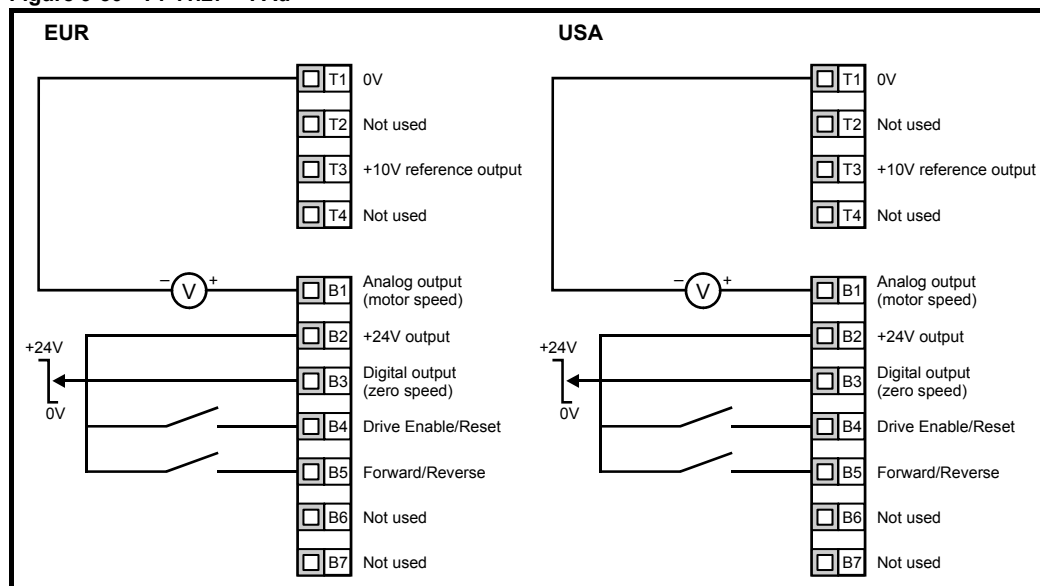 EUR
T1 0V
T2 Not used
T3 +10V reference output
T4 Not used
− V +
B1 Analog output
(motor speed)
B2 +24V output
+24V
B3 Digital output
(zero speed)
0V
B4 Drive Enable/Reset
B5 Forward/Reverse
B6 Not used
B7 Not used
USA
T1 0V
T2 Not used
T3 +10V reference output
T4 Not used
− V +
B1 Analog output
(motor speed)
B2 +24V output
+24V
B3 Digital output
(zero speed)
0V
B4 Drive Enable/Reset
B5 Forward/Reverse
B6 Not used
B7 Not used